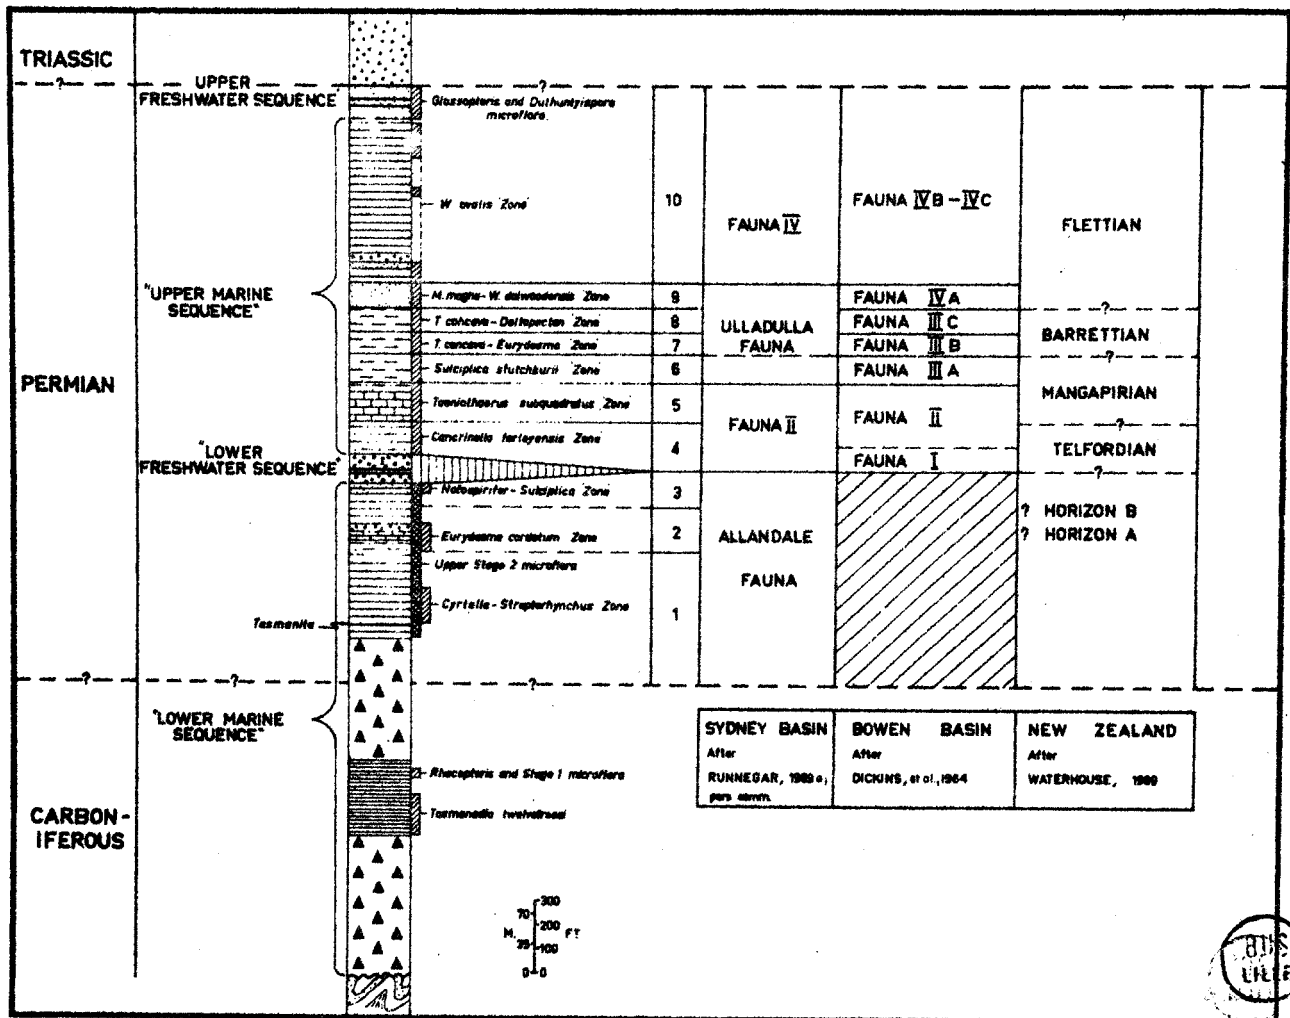 TRIASSIC
?
?
UPPER
FRESHWATER SEQUENCE"
Glossopteris and Dulhuntyispora
microflora
W ovalis Zone
10
FAUNA IV
FAUNA IVB - IVC
FLETTIAN
"UPPER MARINE
SEQUENCE"
M. magna - W. dalwoodensis Zone
9
FAUNA IVA
?
T concava - Deltopecten Zone
8
ULLADULLA
FAUNA
FAUNA IIIC
BARRETTIAN
T. concava - Eurydesma Zone
7
FAUNA IIIB
?
PERMIAN
Sulciplica stutchburii Zone
6
FAUNA IIIA
MANGAPIRIAN
Taeniothaerus subquadratus Zone
5
FAUNA II
FAUNA II
?
Cancrinella farleyensis Zone
4
TELFORDIAN
"LOWER
FRESHWATER SEQUENCE"
FAUNA I
?
Notospirifer - Sulciplica Zone
3
? HORIZON B
Eurydesma cordatum Zone
2
ALLANDALE
FAUNA
? HORIZON A
Upper Stage 2 microflora
Cyrtella - Streptorhynchus Zone
1
Tasmanite
?
?
?
"LOWER MARINE
SEQUENCE"
SYDNEY BASIN
After
RUNNEGAR, 1969a;
pers comm.
BOWEN BASIN
After
DICKINS, et al., 1964
NEW ZEALAND
After
WATERHOUSE, 1969
Rhacopteris and Stage 1 microflora
Tasmanadia twelvetreesi
CARBON-
IFEROUS
300
70
200
M.
FT
35
100
0
0
LILLE